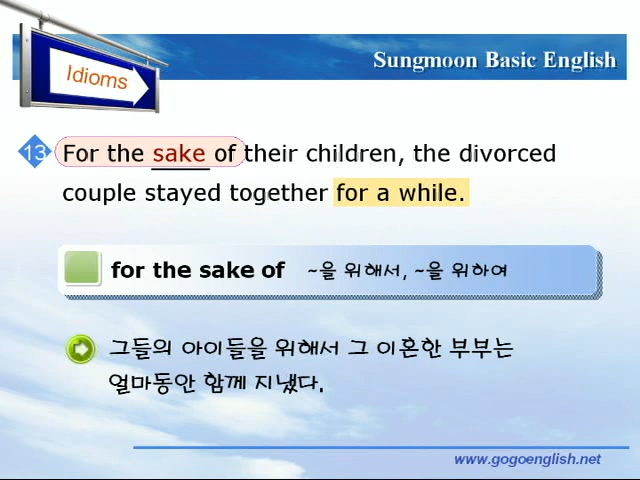 Idioms
Sungmoon Basic English
13 For the sake of their children, the divorced
couple stayed together for a while.
for the sake of ~을 위해서, ~을 위하여
그들의 아이들을 위해서 그 이혼한 부부는
얼마동안 함께 지냈다.
www.gogoenglish.net